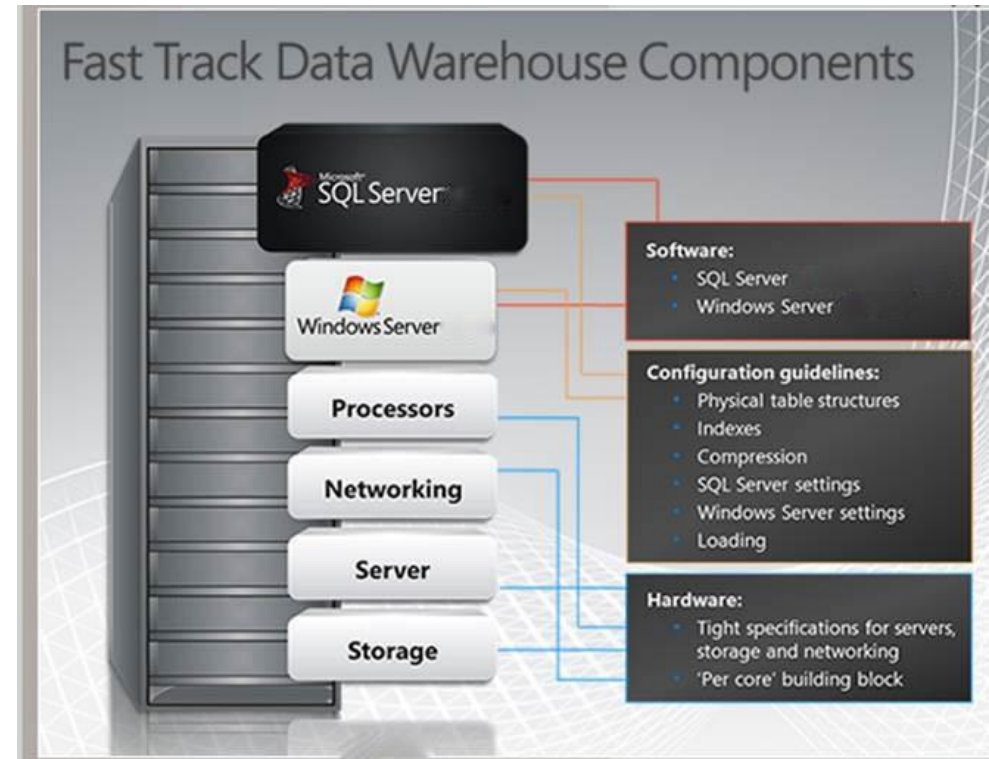 Fast Track Data Warehouse Components
Microsoft
SQL Server
Windows Server
Processors
Networking
Server
Storage
Software:
SQL Server
Windows Server
Configuration guidelines:
Physical table structures
Indexes
Compression
SQL Server settings
Windows Server settings
Loading
Hardware:
Tight specifications for servers,
storage and networking
'Per core' building block